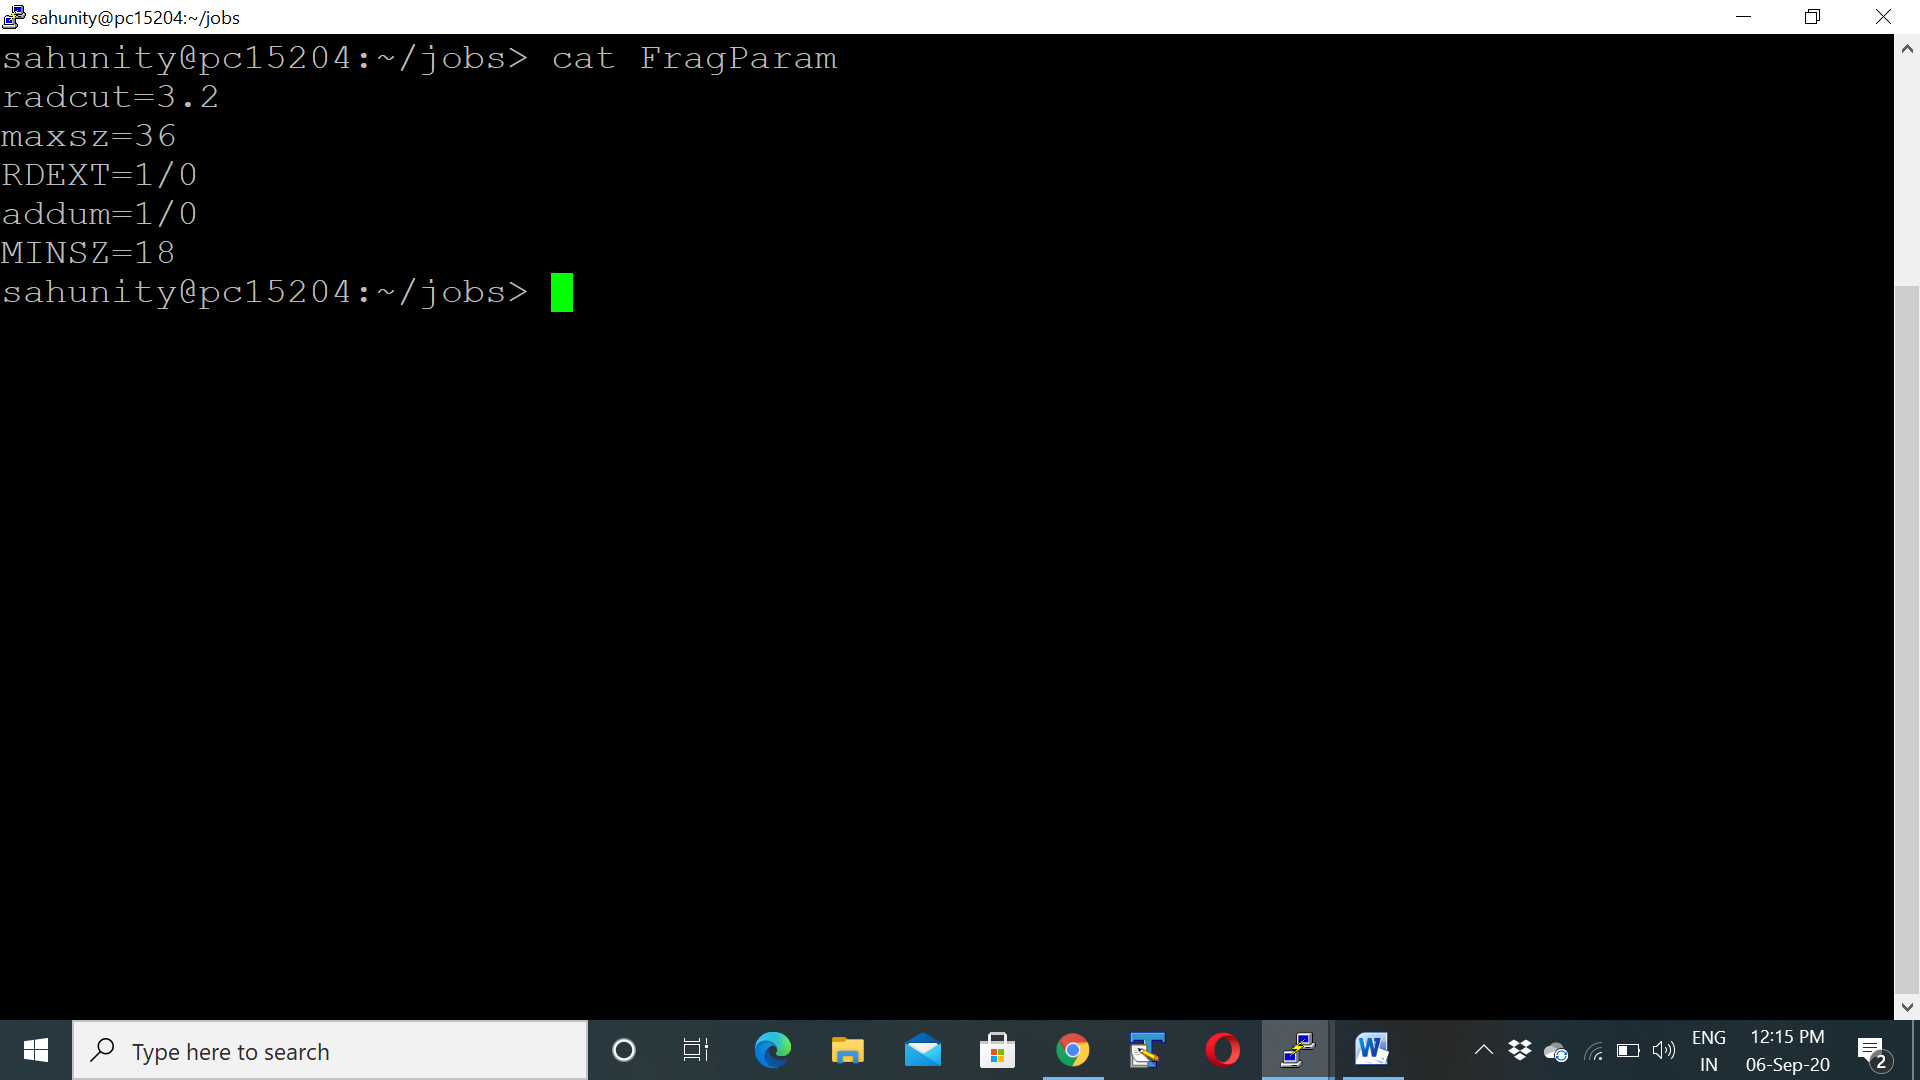 sahunity@pc15204:~/jobs
sahunity@pc15204:~/jobs> cat FragParam
radcut=3.2
maxsz=36
RDEXT=1/0
addum=1/0
MINSZ=18
sahunity@pc15204:~/jobs>
Type here to search
ENG
IN
12:15 PM
06-Sep-20
2